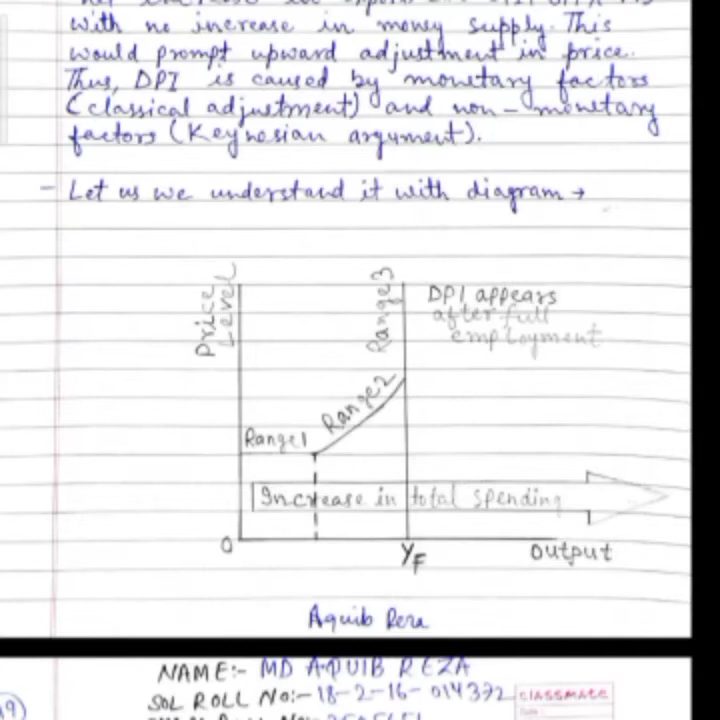 with no increase in money supply. This
would prompt upward adjustment in price.
Thus, DPI is caused by monetary factors
(classical adjustment) and non-monetary
factors (Keynesian argument).
- Let us we understand it with diagram →
Price Level
Range3
DPI appears
after full
employment
Range2
Range1
Increase in total spending
0
YF
output
Aquib Reza
NAME:- MD AQUIB REZA
SOL ROLL No:- 18-2-16-014372
CLASSMATE